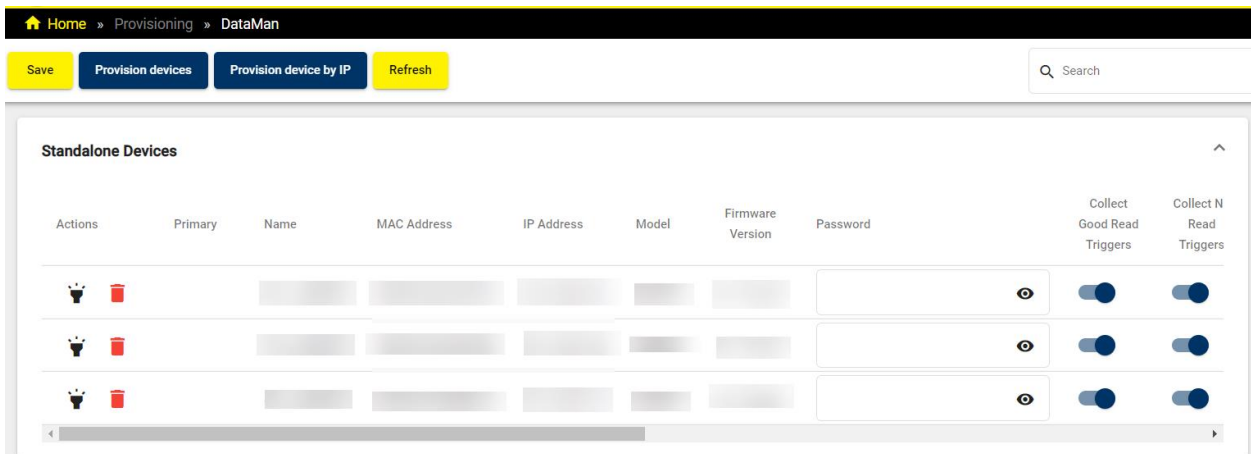 Home » Provisioning » DataMan
Save Provision devices Provision device by IP Refresh Search
Standalone Devices
Actions Primary Name MAC Address IP Address Model Firmware Version Password Collect Good Read Triggers Collect N Read Triggers